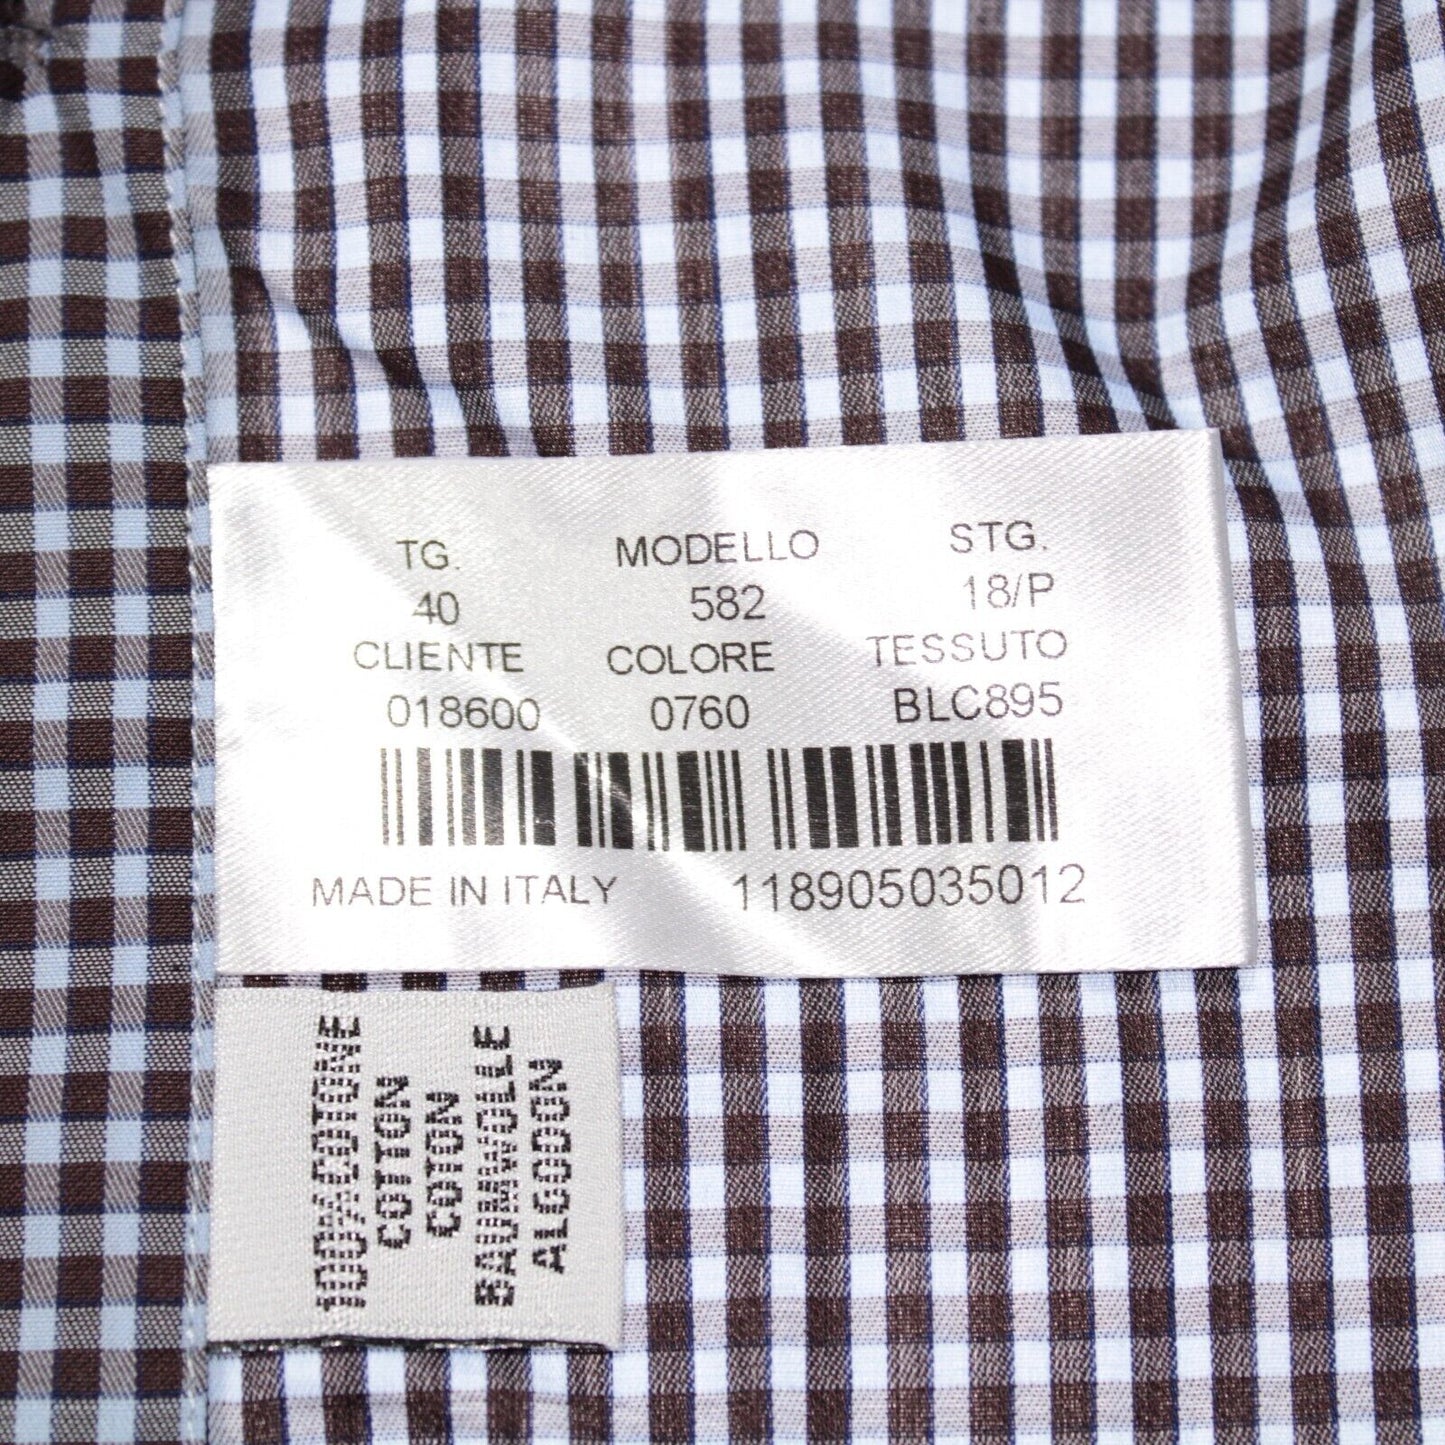 TG. MODELLO STG.
40 582 18/P
CLIENTE COLORE TESSUTO
018600 0760 BLC895
MADE IN ITALY 118905035012
100%COTONE
COTTON
COTON
BAUMWOLLE
ALGODON